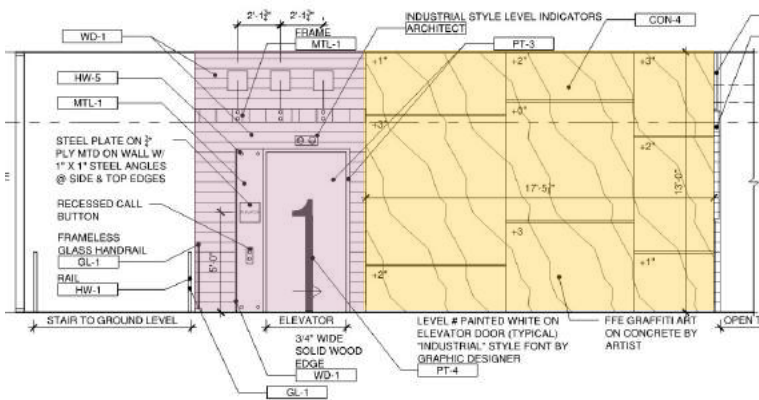 2'-1¾" 2'-1¾"
WD-1
FRAME
MTL-1
INDUSTRIAL STYLE LEVEL INDICATORS
ARCHITECT
CON-4
PT-3
HW-5
MTL-1
+1"
+2"
+3"
+0"
+3"
+2"
STEEL PLATE ON ¾"
PLY MTD ON WALL W/
1" X 1" STEEL ANGLES
@ SIDE & TOP EDGES
17'-5½"
13'-0"
RECESSED CALL
BUTTON
1
+3
FRAMELESS
GLASS HANDRAIL
GL-1
5'-0"
+2"
+1"
RAIL
HW-1
STAIR TO GROUND LEVEL
ELEVATOR
LEVEL # PAINTED WHITE ON
ELEVATOR DOOR (TYPICAL)
"INDUSTRIAL" STYLE FONT BY
GRAPHIC DESIGNER
PT-4
FFE GRAFFITI ART
ON CONCRETE BY
ARTIST
OPEN T
3/4" WIDE
SOLID WOOD
EDGE
WD-1
GL-1